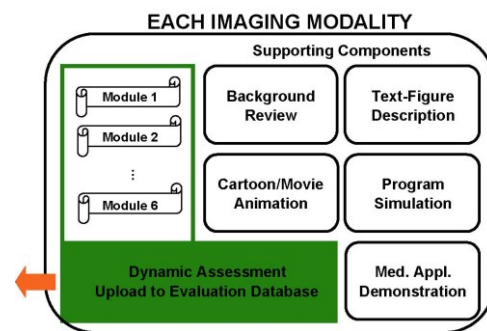 EACH IMAGING MODALITY
Supporting Components
Module 1
Module 2
...
Module 6
Background
Review
Text-Figure
Description
Cartoon/Movie
Animation
Program
Simulation
Dynamic Assessment
Upload to Evaluation Database
Med. Appl.
Demonstration